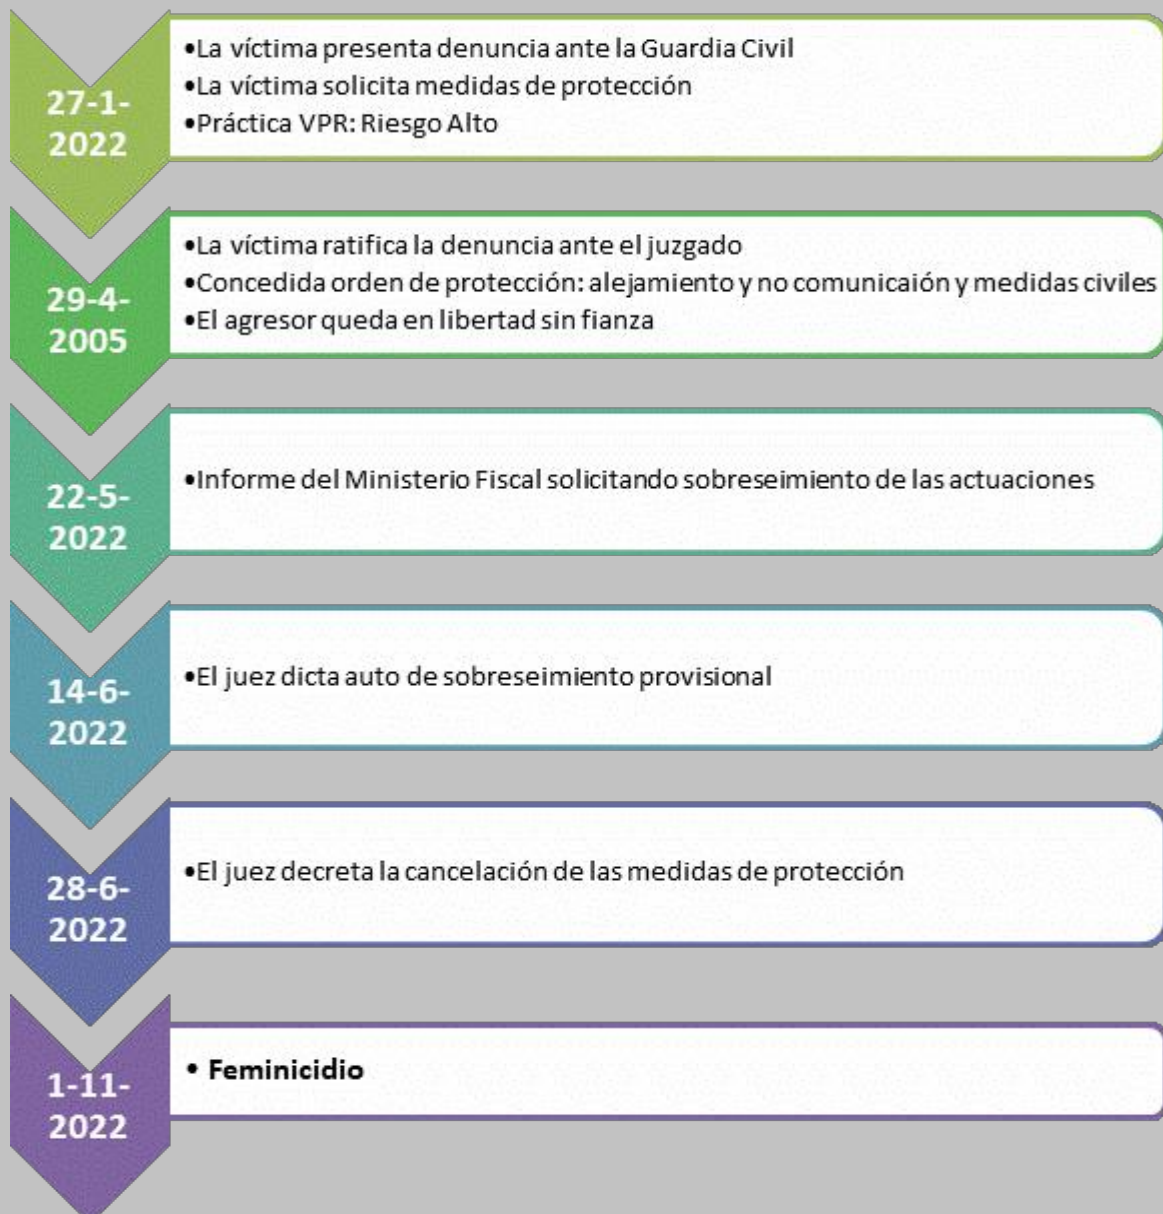 27-1-
2022
•La víctima presenta denuncia ante la Guardia Civil
•La víctima solicita medidas de protección
•Práctica VPR: Riesgo Alto
29-4-
2005
•La víctima ratifica la denuncia ante el juzgado
•Concedida orden de protección: alejamiento y no comunicaión y medidas civiles
•El agresor queda en libertad sin fianza
22-5-
2022
•Informe del Ministerio Fiscal solicitando sobreseimiento de las actuaciones
14-6-
2022
•El juez dicta auto de sobreseimiento provisional
28-6-
2022
•El juez decreta la cancelación de las medidas de protección
1-11-
2022
• Feminicidio